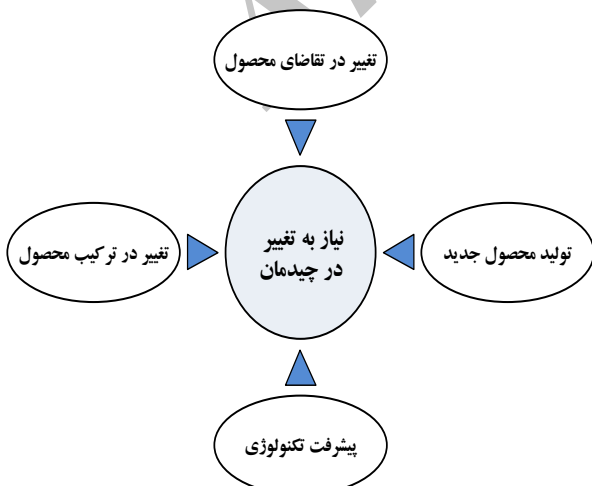 تغییر در تقاضای محصول
نیاز به تغییر
در چیدمان
تولید محصول جدید
تغییر در ترکیب محصول
پیشرفت تکنولوژی